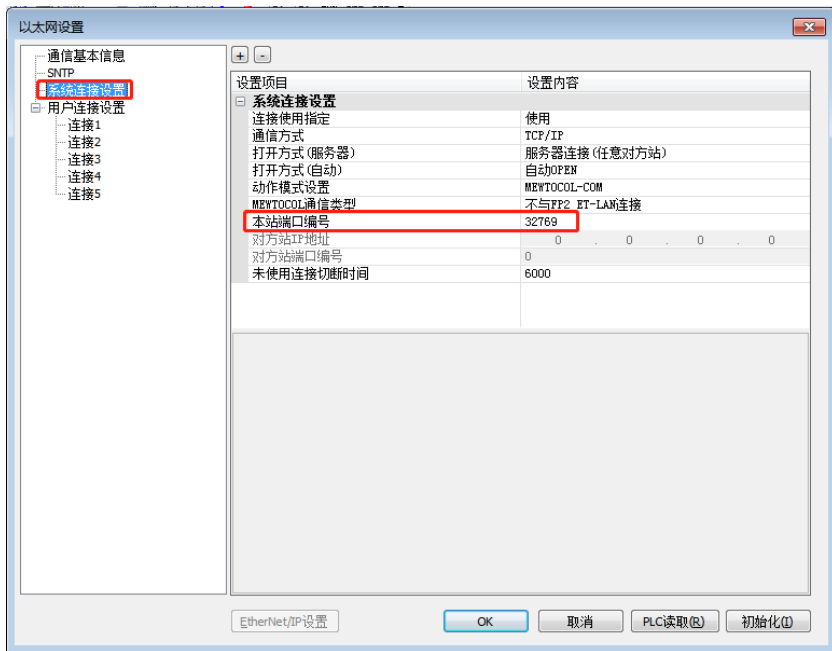 以太网设置
通信基本信息
SNTP
系统连接设置
用户连接设置
连接1
连接2
连接3
连接4
连接5
+ -
设置项目 设置内容
系统连接设置
连接使用指定 使用
通信方式 TCP/IP
打开方式(服务器) 服务器连接(任意对方站)
打开方式(自动) 自动OPEN
动作模式设置 MEWTOCOL-COM
MEWTOCOL通信类型 不与FP2 ET-LAN连接
本站端口编号 32769
对方站IP地址 0 . 0 . 0 . 0
对方站端口编号 0
未使用连接切断时间 6000
EtherNet/IP设置 OK 取消 PLC读取(R) 初始化(I)